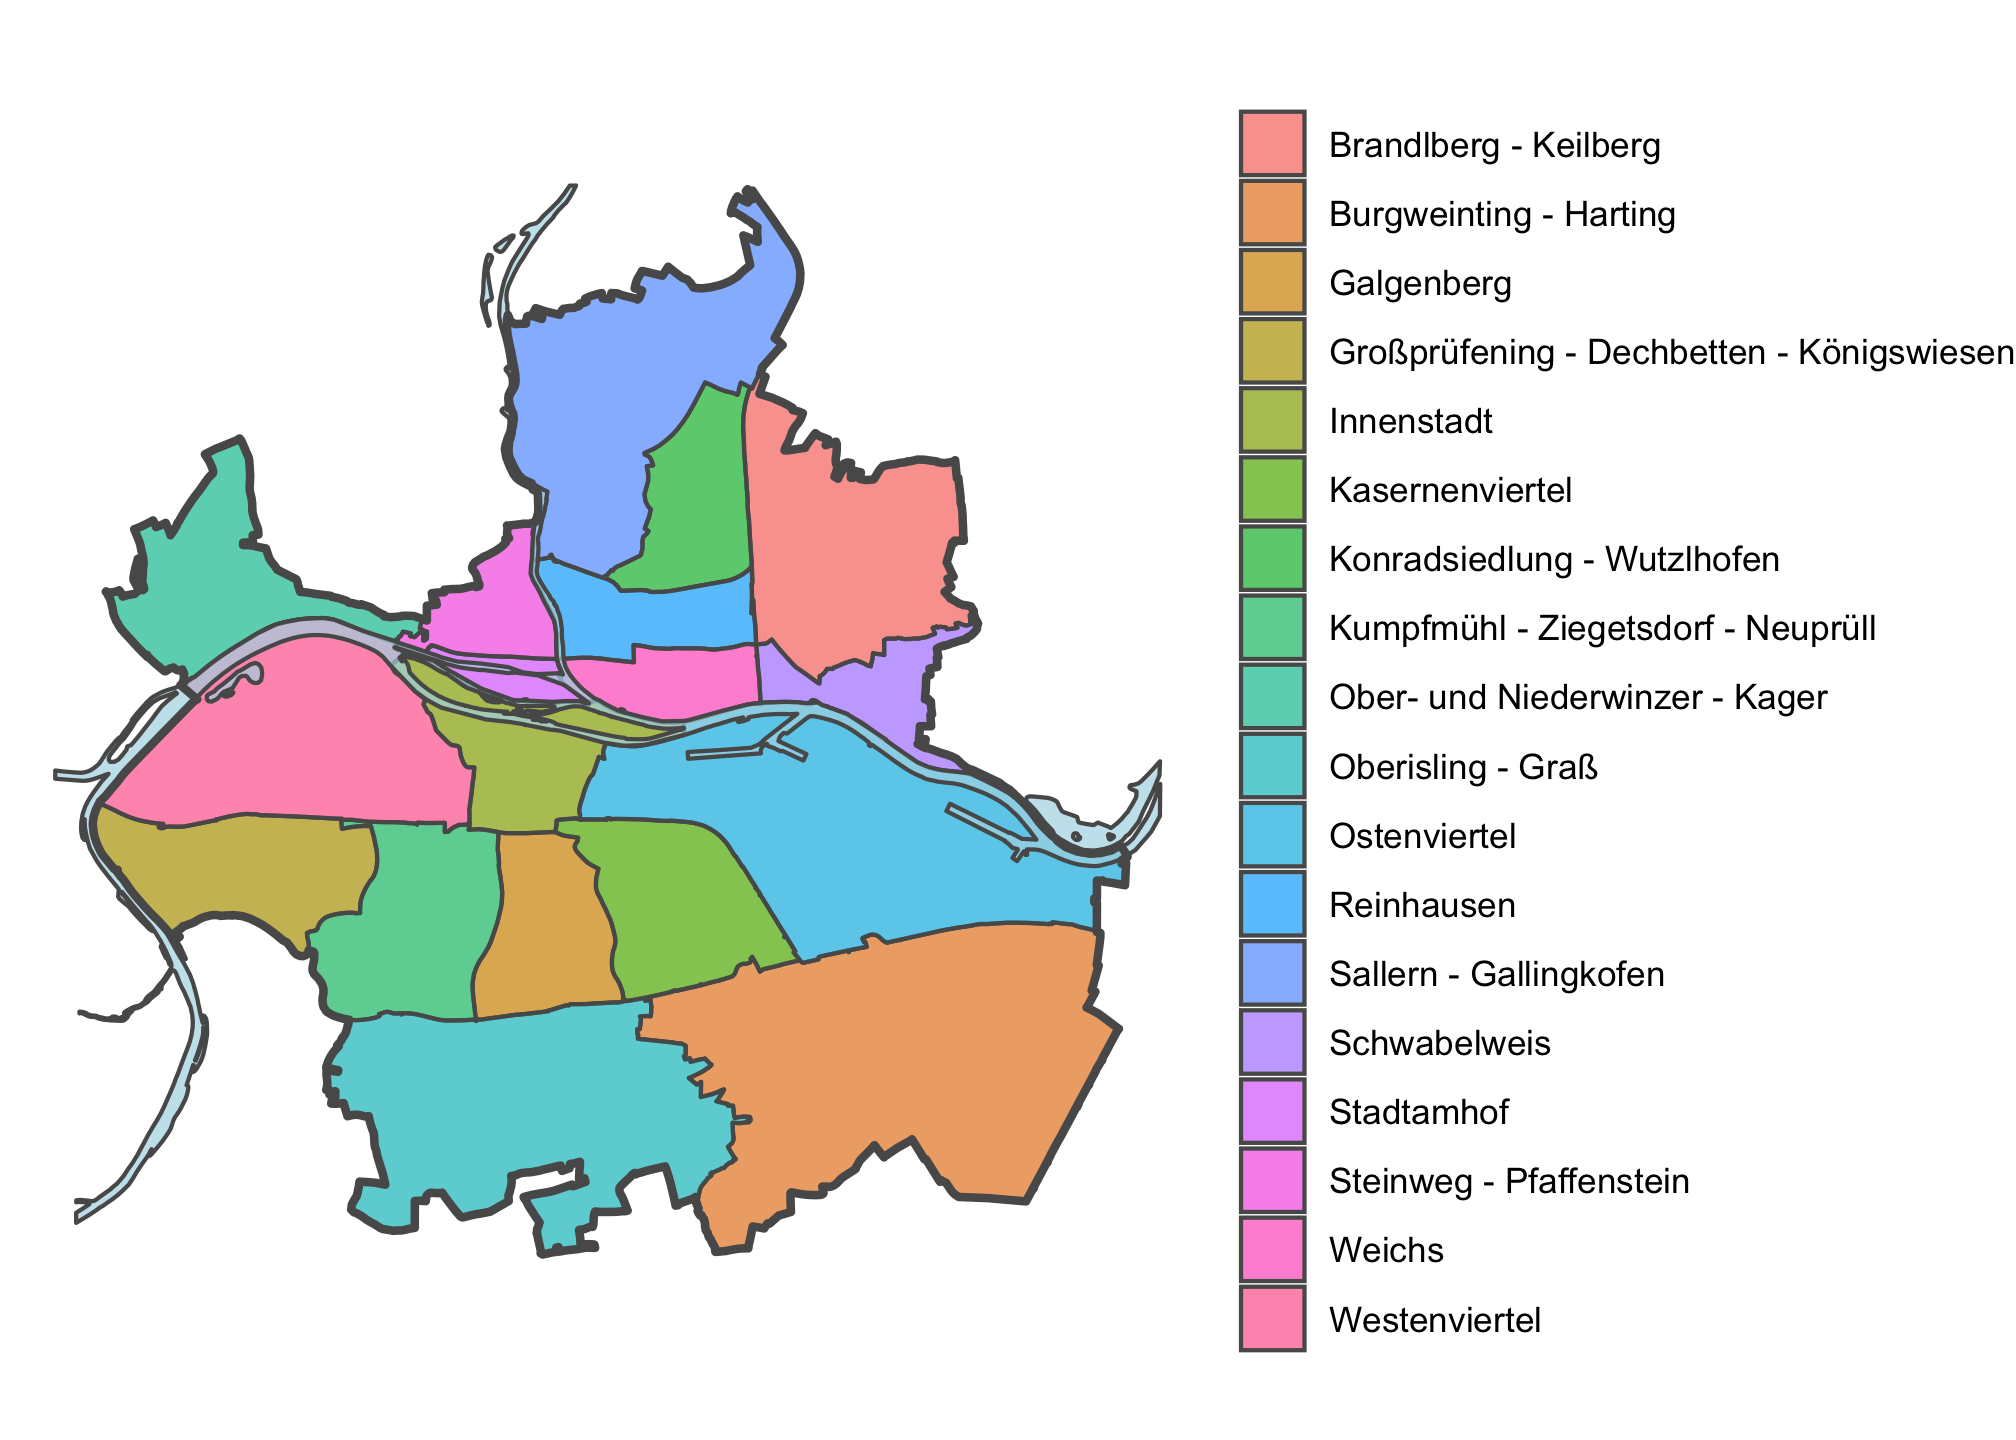 Brandlberg - Keilberg
Burgweinting - Harting
Galgenberg
Großprüfening - Dechbetten - Königswiesen
Innenstadt
Kasernenviertel
Konradsiedlung - Wutzlhofen
Kumpfmühl - Ziegetsdorf - Neuprüll
Ober- und Niederwinzer - Kager
Oberisling - Graß
Ostenviertel
Reinhausen
Sallern - Gallingkofen
Schwabelweis
Stadtamhof
Steinweg - Pfaffenstein
Weichs
Westenviertel